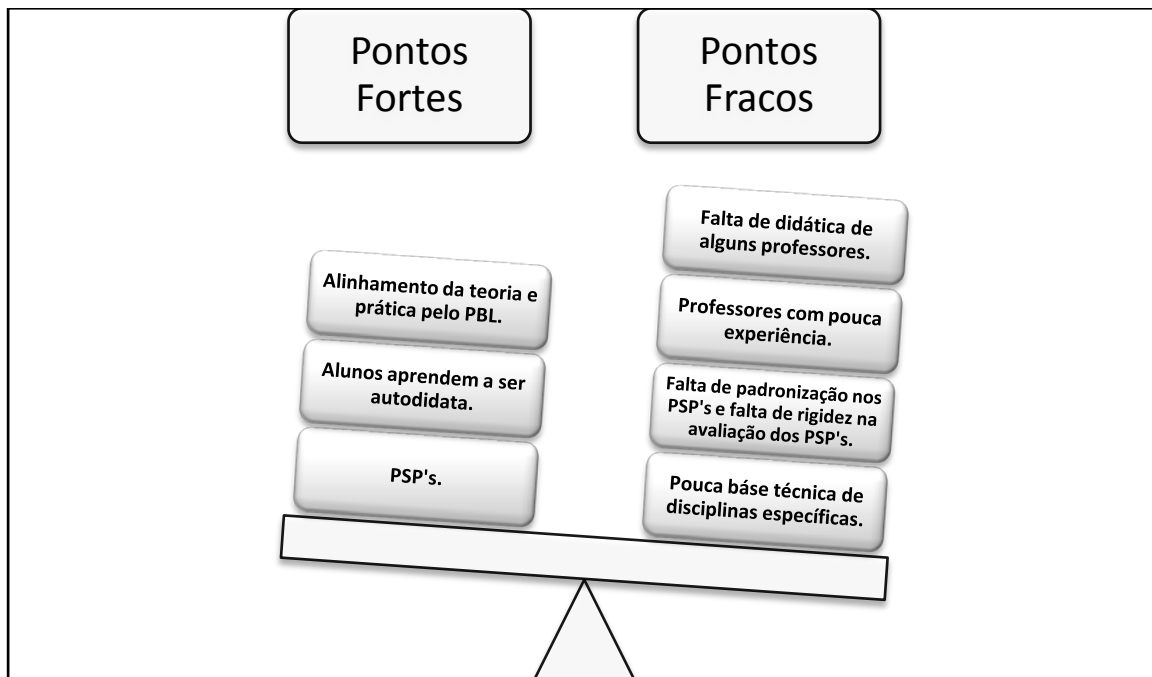 Pontos
Fortes
Pontos
Fracos
Alinhamento da teoria e
prática pelo PBL.
Alunos aprendem a ser
autodidata.
PSP's.
Falta de didática de
alguns professores.
Professores com pouca
experiência.
Falta de padronização nos
PSP's e falta de rigidez na
avaliação dos PSP's.
Pouca báse técnica de
disciplinas específicas.